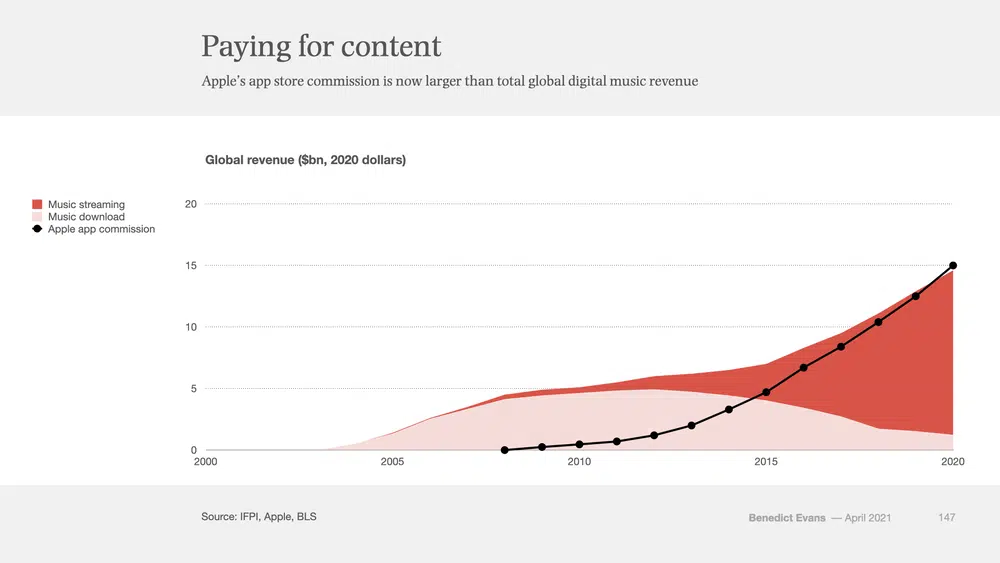 Paying for content
Apple's app store commission is now larger than total global digital music revenue
Global revenue ($bn, 2020 dollars)
Music streaming
Music download
Apple app commission
20
15
10
5
0
2000
2005
2010
2015
2020
Source: IFPI, Apple, BLS
Benedict Evans — April 2021
147